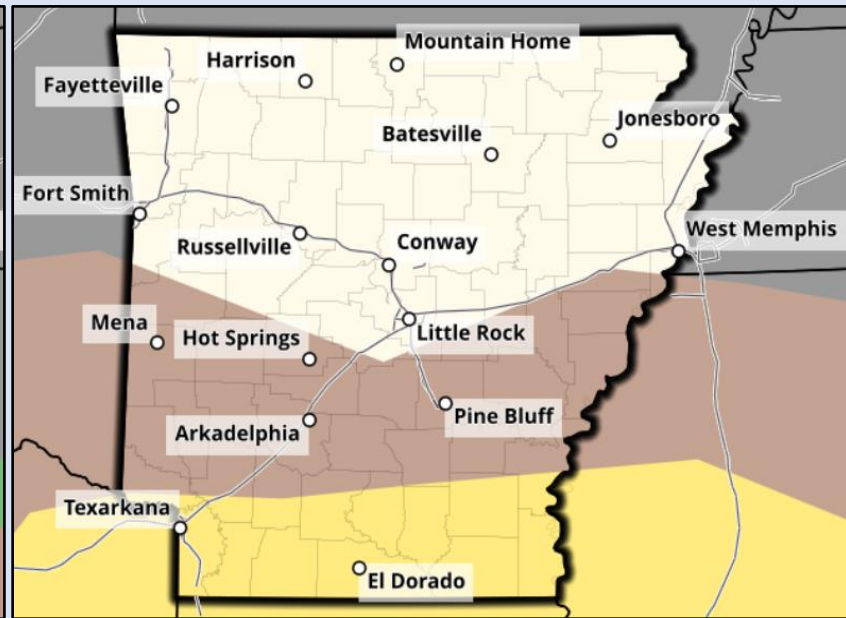 Mountain Home
Harrison
Fayetteville
Jonesboro
Batesville
Fort Smith
West Memphis
Russellville
Conway
Mena
Hot Springs
Little Rock
Pine Bluff
Arkadelphia
Texarkana
El Dorado